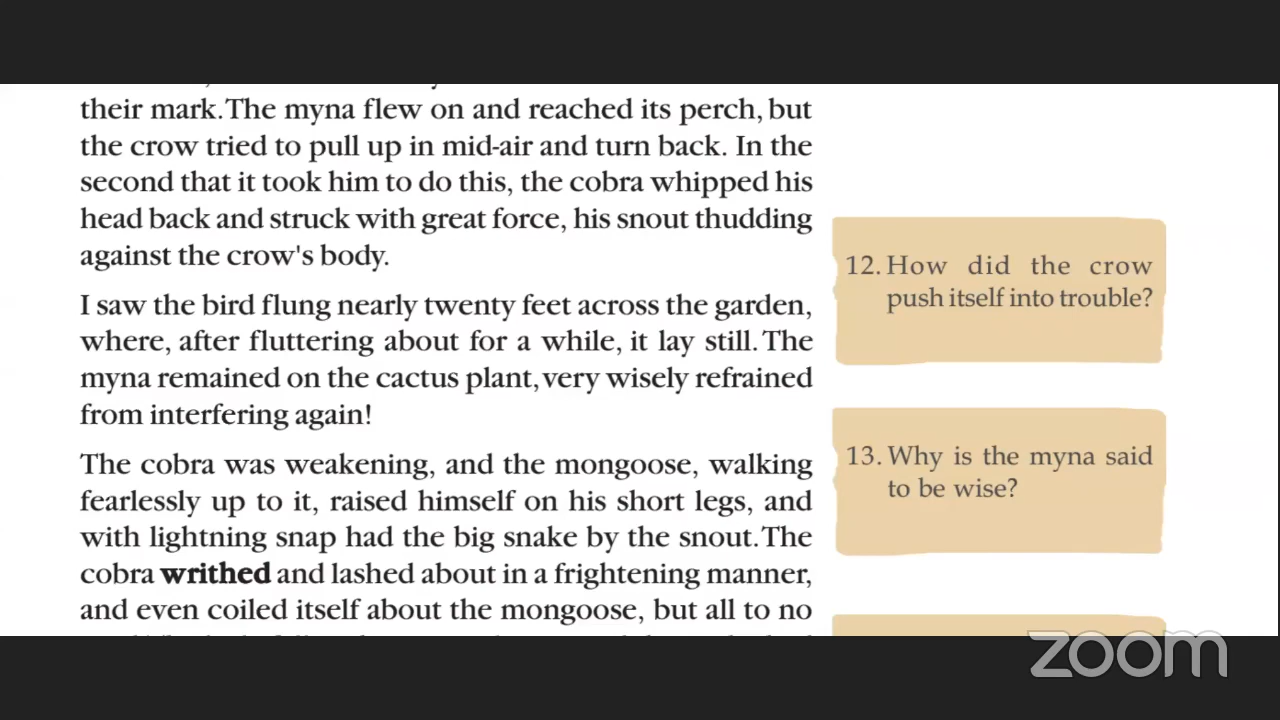 their mark. The myna flew on and reached its perch, but
the crow tried to pull up in mid-air and turn back. In the
second that it took him to do this, the cobra whipped his
head back and struck with great force, his snout thudding
against the crow's body.
I saw the bird flung nearly twenty feet across the garden,
where, after fluttering about for a while, it lay still. The
myna remained on the cactus plant, very wisely refrained
from interfering again!
The cobra was weakening, and the mongoose, walking
fearlessly up to it, raised himself on his short legs, and
with lightning snap had the big snake by the snout. The
cobra writhed and lashed about in a frightening manner,
and even coiled itself about the mongoose, but all to no
12. How did the crow
push itself into trouble?
13. Why is the myna said
to be wise?
zoom